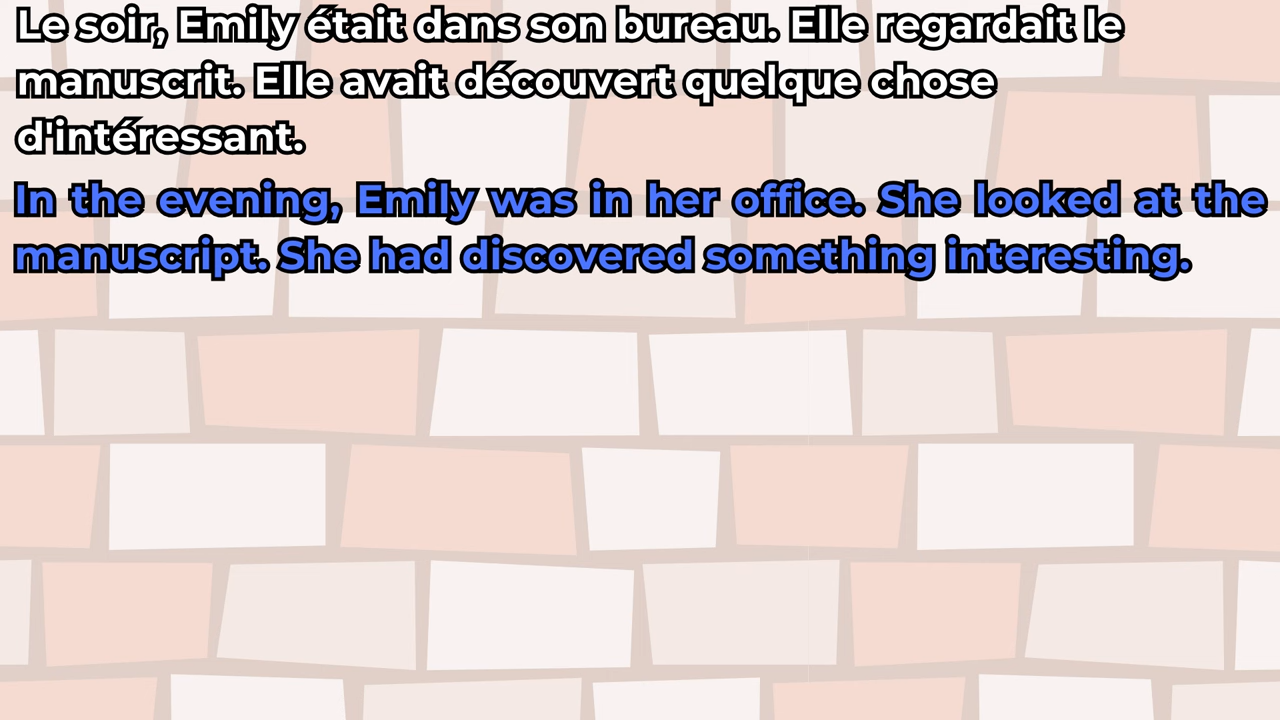 Le soir, Emily était dans son bureau. Elle regardait le
manuscrit. Elle avait découvert quelque chose
d'intéressant.
In the evening, Emily was in her office. She looked at the
manuscript. She had discovered something interesting.